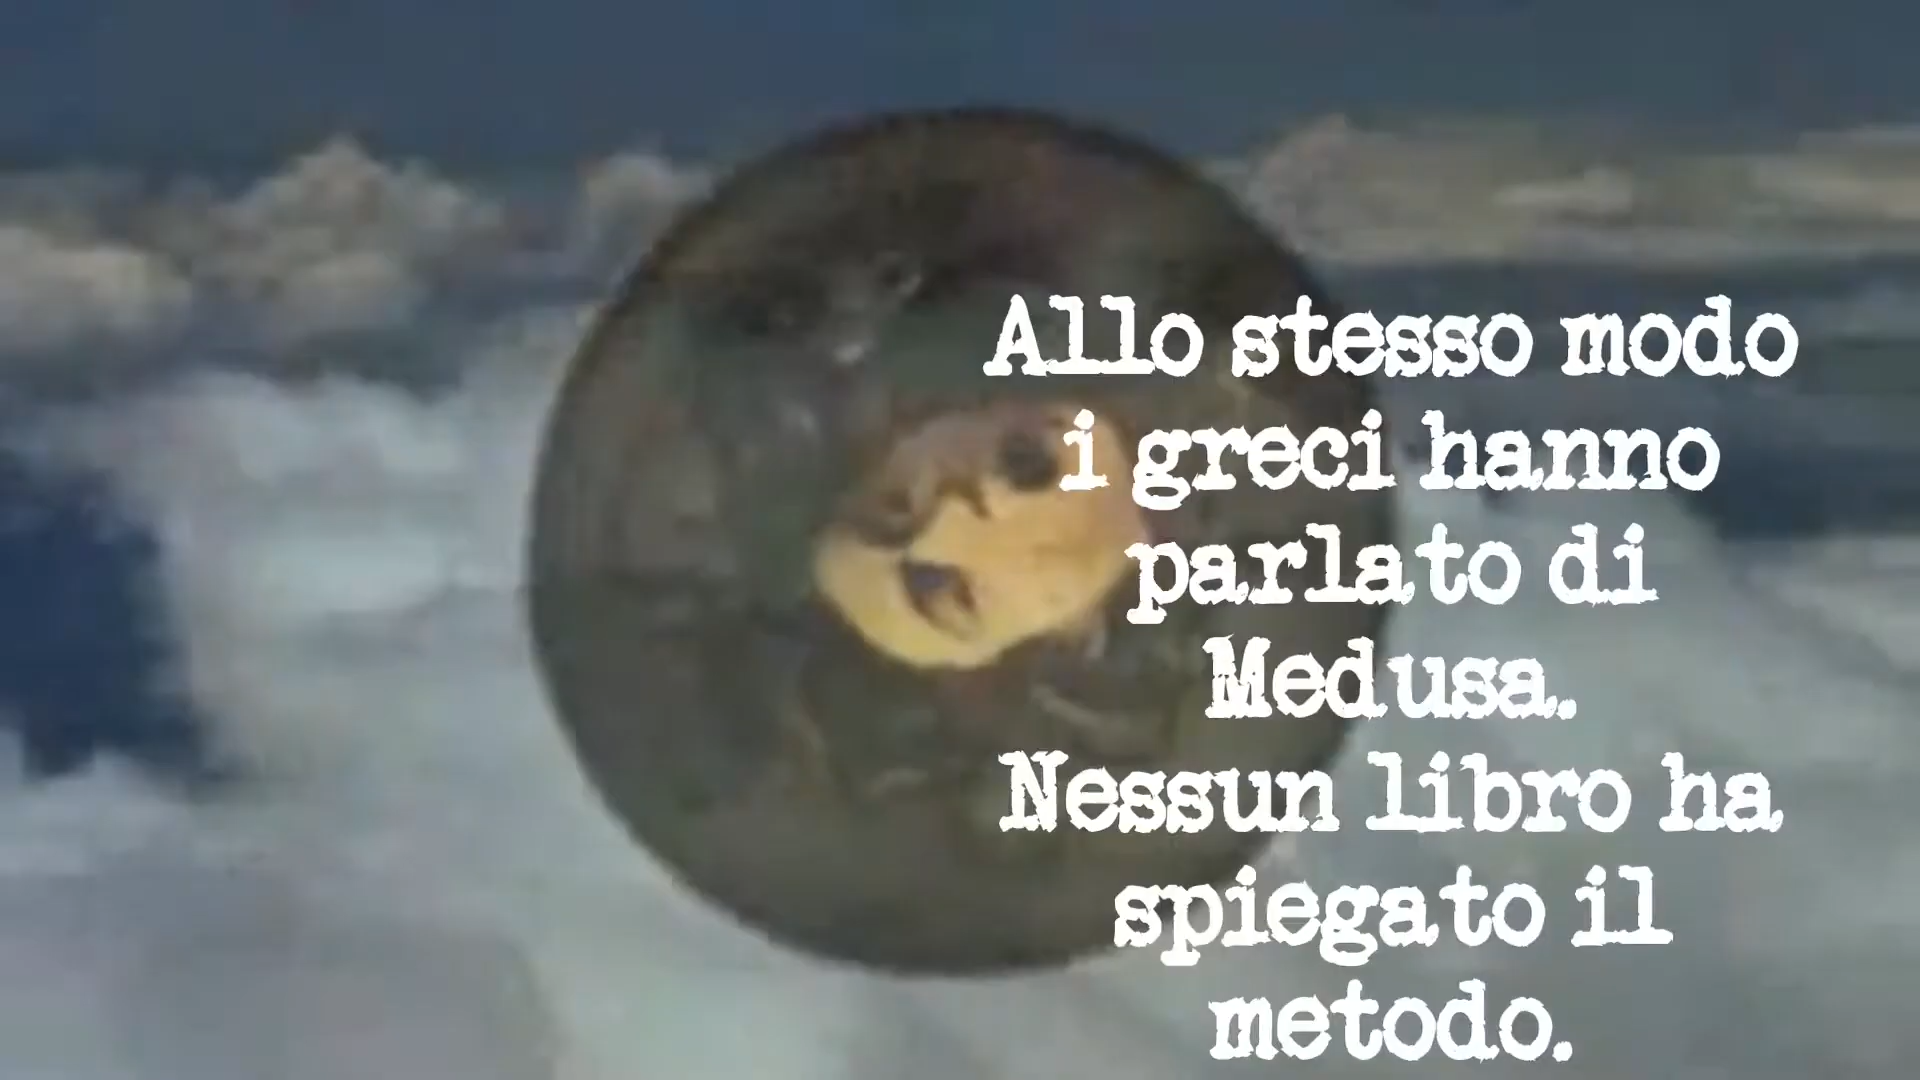 Allo stesso modo
i greci hanno
parlato di
Medusa.
Nessun libro ha
spiegato il
metodo.